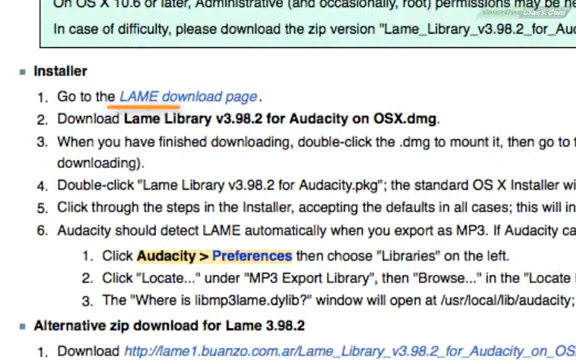 On OS X 10.6 or later, Administrative (and occasionally, root) permissions may be ne
In case of difficulty, please download the zip version "Lame_Library_v3.98.2_for_Au
Installer
1. Go to the LAME download page.
2. Download Lame Library v3.98.2 for Audacity on OSX.dmg.
3. When you have finished downloading, double-click the .dmg to mount it, then go to t
downloading).
4. Double-click "Lame Library v3.98.2 for Audacity.pkg"; the standard OS X Installer wi
5. Click through the steps in the Installer, accepting the defaults in all cases; this will in
6. Audacity should detect LAME automatically when you export as MP3. If Audacity ca
1. Click Audacity > Preferences then choose "Libraries" on the left.
2. Click "Locate..." under "MP3 Export Library", then "Browse..." in the "Locate
3. The "Where is libmp3lame.dylib?" window will open at /usr/local/lib/audacity;
Alternative zip download for Lame 3.98.2
1. Download http://lame1.buanzo.com.ar/Lame_Library_v3.98.2_for_Audacity_on_OS